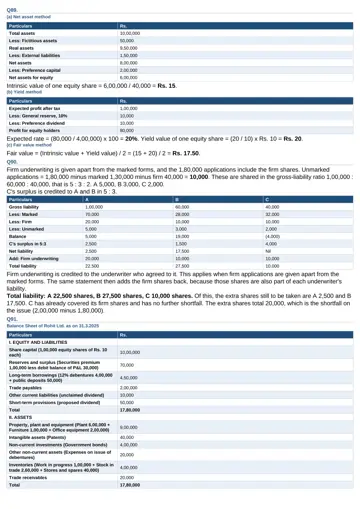 Q89.
(a) Net asset method
Particulars Rs.
Total assets 10,00,000
Less: Fictitious assets 50,000
Real assets 9,50,000
Less: External liabilities 1,50,000
Net assets 8,00,000
Less: Preference capital 2,00,000
Net assets for equity 6,00,000
Intrinsic value of one equity share = 6,00,000 / 40,000 = Rs. 15.
(b) Yield method
Particulars Rs.
Expected profit after tax 1,00,000
Less: General reserve, 10% 10,000
Less: Preference dividend 10,000
Profit for equity holders 80,000
Expected rate = (80,000 / 4,00,000) x 100 = 20%. Yield value of one equity share = (20 / 10) x Rs. 10 = Rs. 20.
(c) Fair value method
Fair value = (Intrinsic value + Yield value) / 2 = (15 + 20) / 2 = Rs. 17.50.
Q90.
Firm underwriting is given apart from the marked forms, and the 1,80,000 applications include the firm shares. Unmarked
applications = 1,80,000 minus marked 1,30,000 minus firm 40,000 = 10,000. These are shared in the gross-liability ratio 1,00,000 :
60,000 : 40,000, that is 5 : 3 : 2. A 5,000, B 3,000, C 2,000.
C's surplus is credited to A and B in 5 : 3.
Particulars A B C
Gross liability 1,00,000 60,000 40,000
Less: Marked 70,000 28,000 32,000
Less: Firm 20,000 10,000 10,000
Less: Unmarked 5,000 3,000 2,000
Balance 5,000 19,000 (4,000)
C's surplus in 5:3 2,500 1,500 4,000
Net liability 2,500 17,500 Nil
Add: Firm underwriting 20,000 10,000 10,000
Total liability 22,500 27,500 10,000
Firm underwriting is credited to the underwriter who agreed to it. This applies when firm applications are given apart from the
marked forms. The same statement then adds the firm shares back, because those shares are also part of each underwriter's
liability.
Total liability: A 22,500 shares, B 27,500 shares, C 10,000 shares. Of this, the extra shares still to be taken are A 2,500 and B
17,500. C has already covered its firm shares and has no further shortfall. The extra shares total 20,000, which is the shortfall on
the issue (2,00,000 minus 1,80,000).
Q91.
Balance Sheet of Rohit Ltd. as on 31.3.2025
Particulars Rs.
I. EQUITY AND LIABILITIES
Share capital (1,00,000 equity shares of Rs. 10
each) 10,00,000
Reserves and surplus (Securities premium
1,00,000 less debit balance of P&L 30,000) 70,000
Long-term borrowings (12% debentures 4,00,000
+ public deposits 50,000) 4,50,000
Trade payables 2,00,000
Other current liabilities (unclaimed dividend) 10,000
Short-term provisions (proposed dividend) 50,000
Total 17,80,000
II. ASSETS
Property, plant and equipment (Plant 6,00,000 +
Furniture 1,00,000 + Office equipment 2,00,000) 9,00,000
Intangible assets (Patents) 40,000
Non-current investments (Government bonds) 4,00,000
Other non-current assets (Expenses on issue of
debentures) 20,000
Inventories (Work in progress 1,00,000 + Stock in
trade 2,60,000 + Stores and spares 40,000) 4,00,000
Trade receivables 20,000
Total 17,80,000